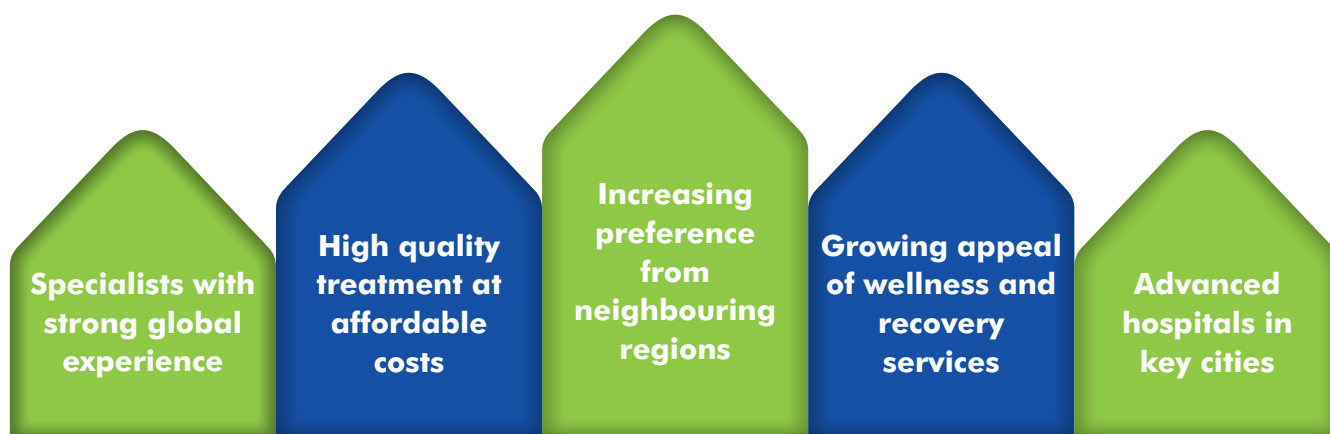 Specialists with
strong global
experience
High quality
treatment at
affordable
costs
Increasing
preference
from
neighbouring
regions
Growing appeal
of wellness and
recovery
services
Advanced
hospitals in
key cities